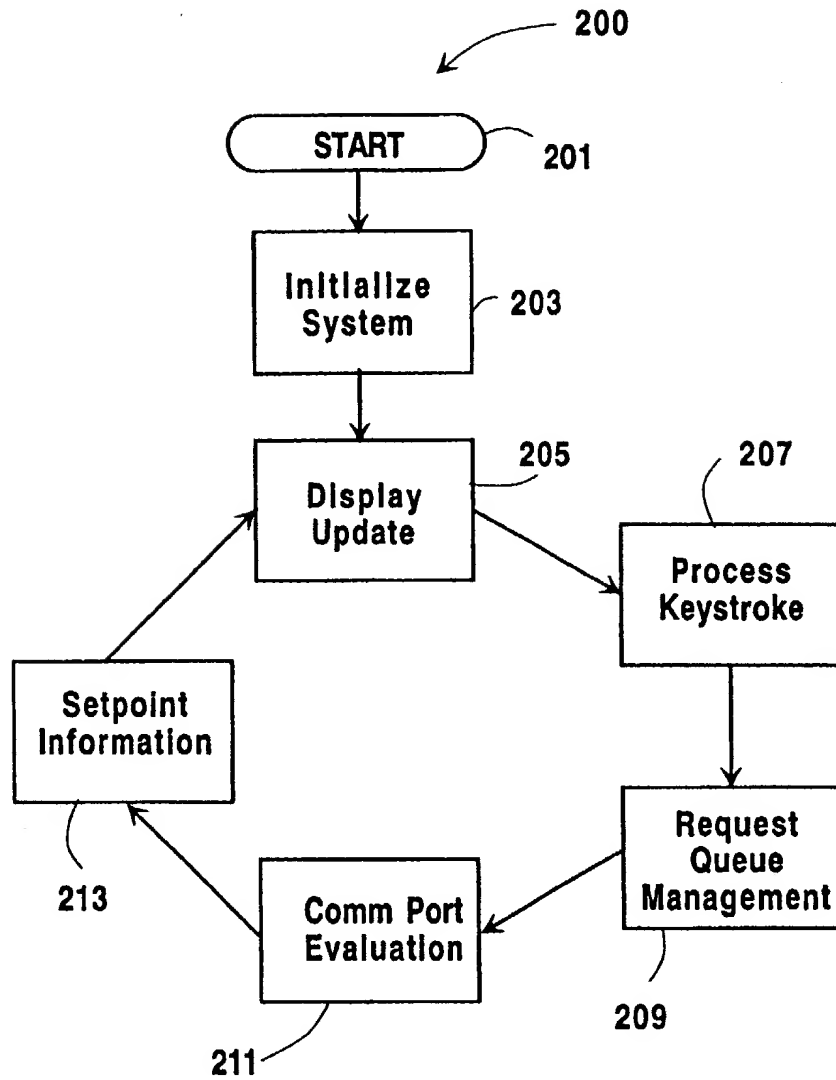 200
START
201
Initialize
System
203
Display
Update
205
207
Process
Keystroke
Setpoint
Information
213
Request
Queue
Management
209
Comm Port
Evaluation
211